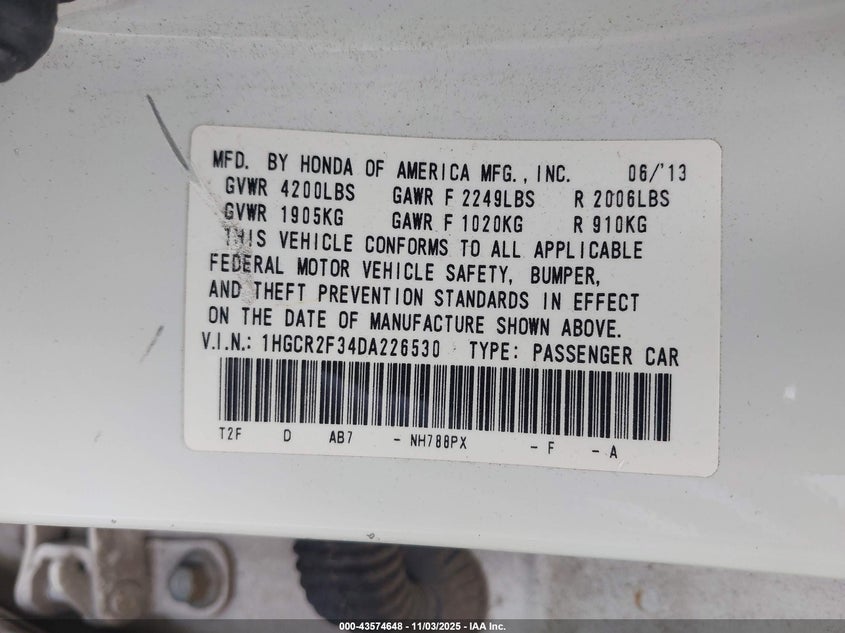 MFD. BY HONDA OF AMERICA MFG., INC. 06/'13
GVWR 4200LBS GAWR F 2249LBS R 2006LBS
GVWR 1905KG GAWR F 1020KG R 910KG
THIS VEHICLE CONFORMS TO ALL APPLICABLE
FEDERAL MOTOR VEHICLE SAFETY, BUMPER,
AND THEFT PREVENTION STANDARDS IN EFFECT
ON THE DATE OF MANUFACTURE SHOWN ABOVE.
V.I.N.: 1HGCR2F34DA226530 TYPE: PASSENGER CAR
T2F D AB7 - NH788PX - F - A
000-43574648 - 11/03/2025 - IAA Inc.